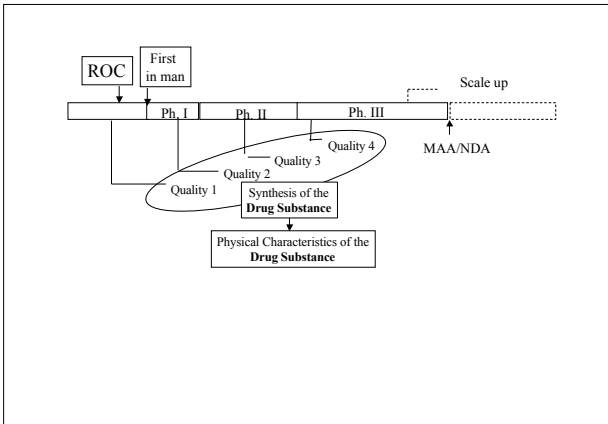 First
in man
ROC
Scale up
Ph. I
Ph. II
Ph. III
MAA/NDA
Quality 4
Quality 3
Quality 2
Quality 1
Synthesis of the
Drug Substance
Physical Characteristics of the
Drug Substance